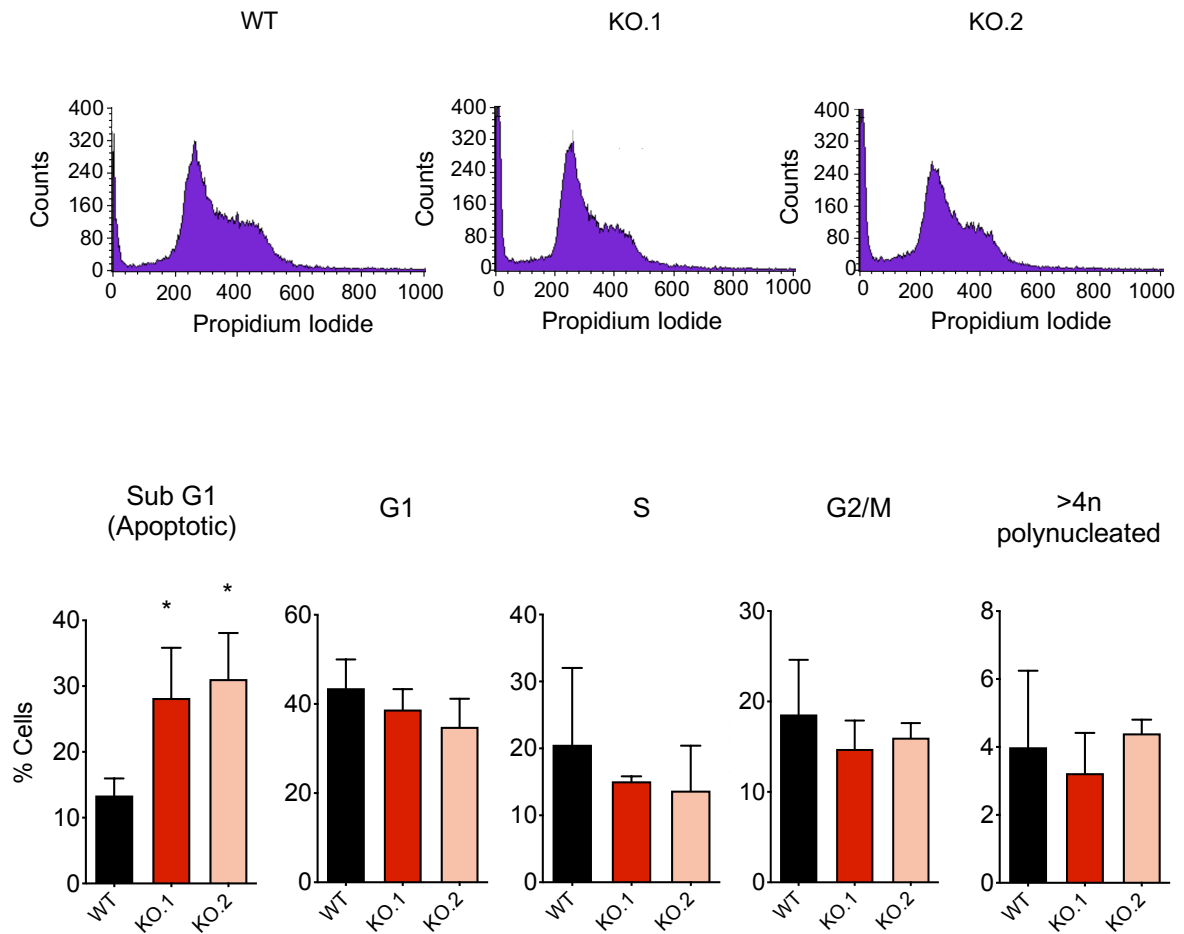 WT
KO.1
KO.2
400
320
240
160
80
0
Counts
0 200 400 600 800 1000
Propidium Iodide
400
320
240
160
80
0
Counts
0 200 400 600 800 1000
Propidium Iodide
400
320
240
160
80
0
Counts
0 200 400 600 800 1000
Propidium Iodide
Sub G1
(Apoptotic)
% Cells
40
30
20
10
0
*
*
WT KO.1 KO.2
G1
60
40
20
0
WT KO.1 KO.2
S
40
30
20
10
0
WT KO.1 KO.2
G2/M
30
20
10
0
WT KO.1 KO.2
>4n
polynucleated
8
6
4
2
0
WT KO.1 KO.2